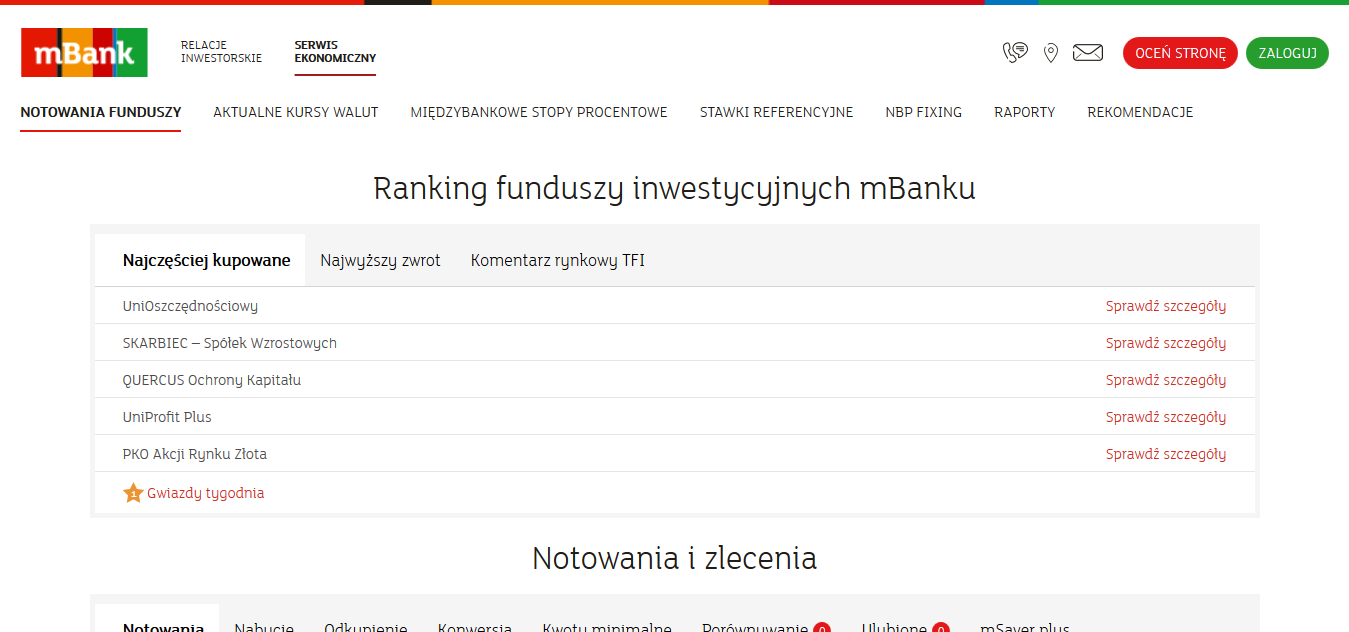 mBank
RELACJE
INWESTORSKIE
SERWIS
EKONOMICZNY
OCEŃ STRONĘ
ZALOGUJ
NOTOWANIA FUNDUSZY AKTUALNE KURSY WALUT MIĘDZYBANKOWE STOPY PROCENTOWE STAWKI REFERENCYJNE NBP FIXING RAPORTY REKOMENDACJE
Ranking funduszy inwestycyjnych mBanku
Najczęściej kupowane Najwyższy zwrot Komentarz rynkowy TFI
UniOszczędnościowy Sprawdź szczegóły
SKARBIEC – Spółek Wzrostowych Sprawdź szczegóły
QUERCUS Ochrony Kapitału Sprawdź szczegóły
UniProfit Plus Sprawdź szczegóły
PKO Akcji Rynku Złota Sprawdź szczegóły
1 Gwiazdy tygodnia
Notowania i zlecenia
Notowania Nabycie Odkupienie Konwersja Kwoty minimalne Porównywanie 0 Ulubione 0 mSaver plus